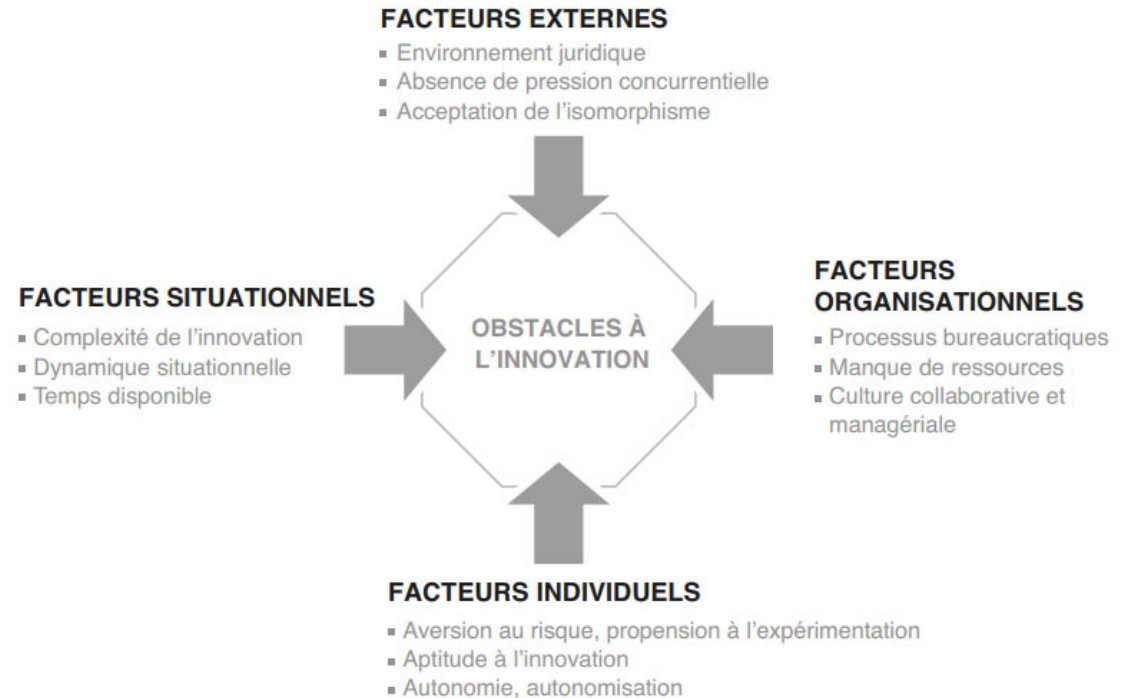 FACTEURS EXTERNES
▪ Environnement juridique
▪ Absence de pression concurrentielle
▪ Acceptation de l'isomorphisme
FACTEURS SITUATIONNELS
▪ Complexité de l'innovation
▪ Dynamique situationnelle
▪ Temps disponible
OBSTACLES À
L'INNOVATION
FACTEURS
ORGANISATIONNELS
▪ Processus bureaucratiques
▪ Manque de ressources
▪ Culture collaborative et
managériale
FACTEURS INDIVIDUELS
▪ Aversion au risque, propension à l'expérimentation
▪ Aptitude à l'innovation
▪ Autonomie, autonomisation